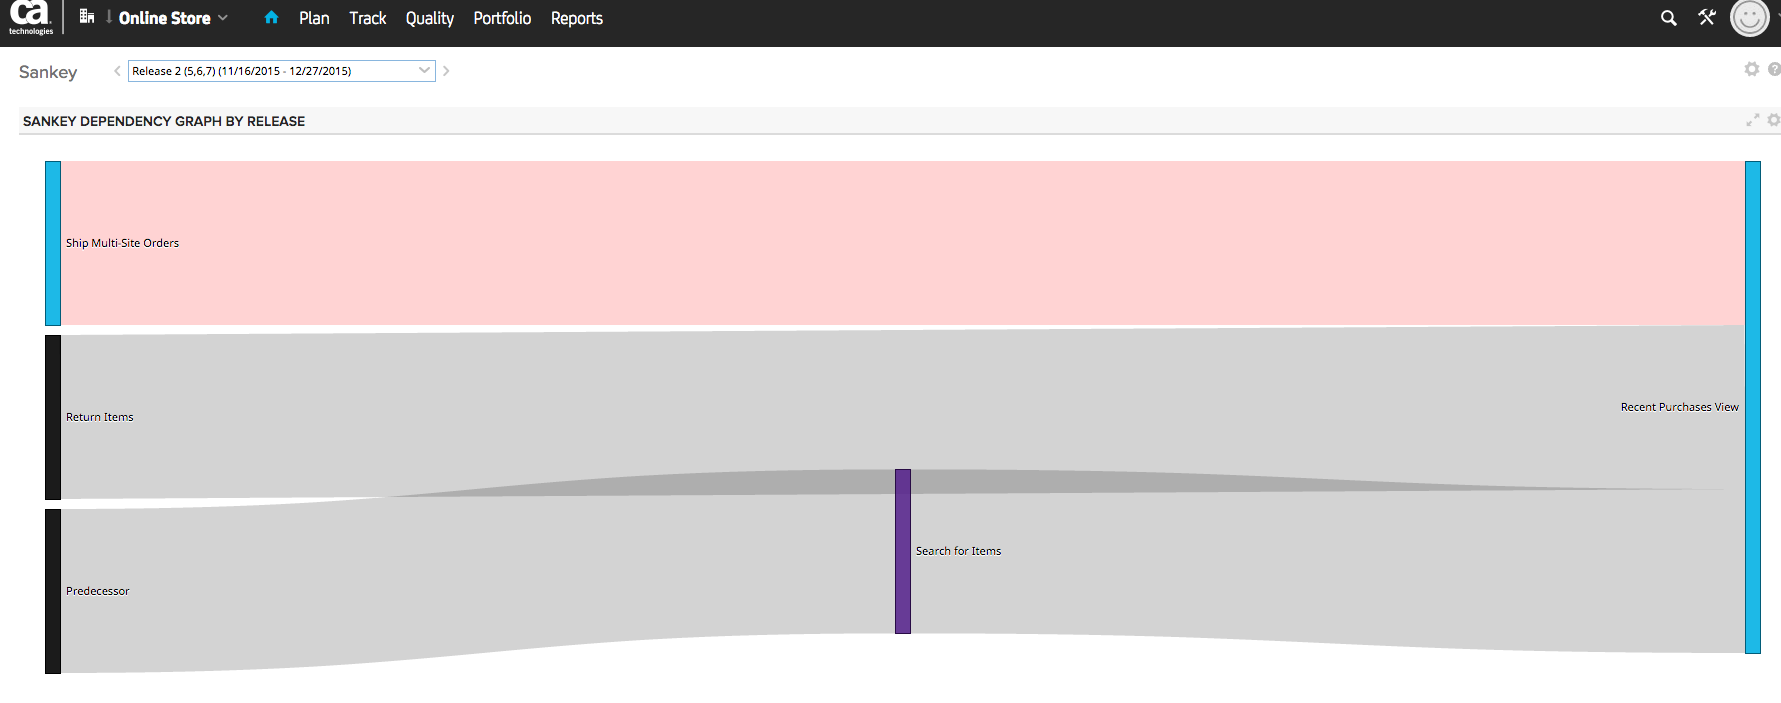 ca
technologies
Online Store
Plan
Track
Quality
Portfolio
Reports
Sankey
Release 2 (5,6,7) (11/16/2015 - 12/27/2015)
?
SANKEY DEPENDENCY GRAPH BY RELEASE
Ship Multi-Site Orders
Return Items
Recent Purchases View
Search for Items
Predecessor